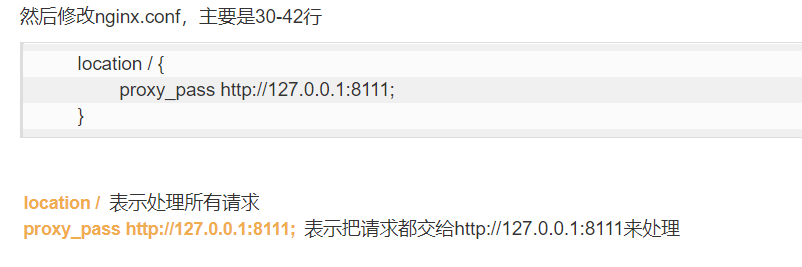 然后修改nginx.conf，主要是30-42行
location / {
proxy_pass http://127.0.0.1:8111;
}
location / 表示处理所有请求
proxy_pass http://127.0.0.1:8111; 表示把请求都交给http://127.0.0.1:8111来处理